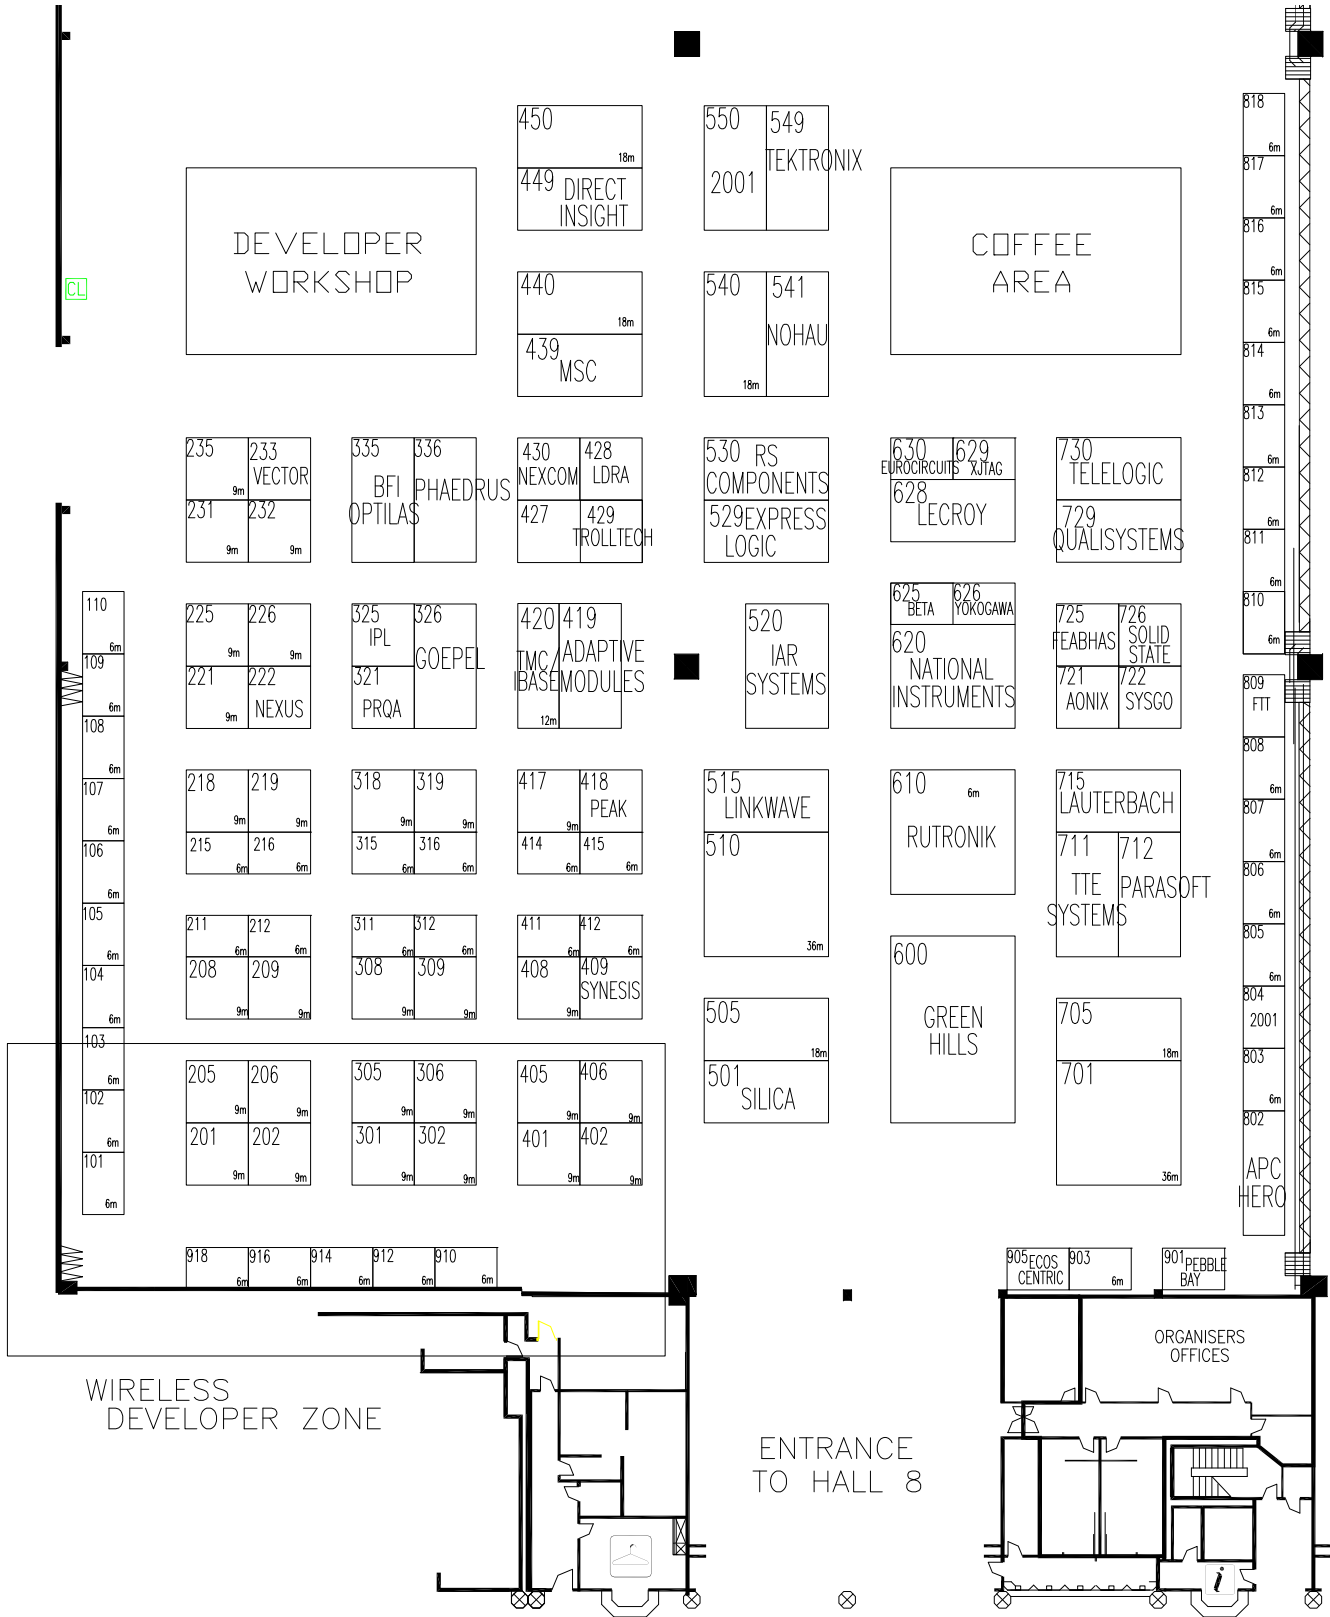 450
18m
449 DIRECT
INSIGHT
550
2001
549
TEKTRONIX
DEVELOPER
WORKSHOP
COFFEE
AREA
CL
440
18m
439
MSC
540
18m
541
NOHAU
818
6m
817
6m
816
6m
815
6m
814
6m
813
6m
812
6m
811
6m
810
6m
235
9m
233
VECTOR
231
9m
232
9m
335
BFI
OPTILAS
336
PHAEDRUS
430
NEXCOM
428
LDRA
427
429
TROLLTECH
530 RS
COMPONENTS
529 EXPRESS
LOGIC
630
EUROCIRCUITS
629
XJTAG
628
LECROY
730
TELELOGIC
729
QUALISYSTEMS
110
6m
109
6m
108
6m
107
6m
106
6m
105
6m
104
6m
103
6m
102
6m
101
6m
225
9m
226
9m
221
9m
222
NEXUS
325
IPL
326
GOEPEL
321
PRQA
420
TMC/
IBASE
12m
419
ADAPTIVE
MODULES
520
IAR
SYSTEMS
625
BETA
626
YOKOGAWA
620
NATIONAL
INSTRUMENTS
725
FEABHAS
726
SOLID
STATE
721
AONIX
722
SYSGO
809
FTT
808
6m
807
6m
806
6m
805
6m
804
2001
803
6m
802
APC
HERO
218
9m
219
9m
215
6m
216
6m
318
9m
319
9m
315
6m
316
6m
417
9m
418
PEAK
414
6m
415
6m
515
LINKWAVE
510
36m
610
6m
RUTRONIK
715
LAUTERBACH
711
TTE
SYSTEMS
712
PARASOFT
211
6m
212
6m
208
9m
209
9m
311
6m
312
6m
308
9m
309
9m
411
6m
412
6m
408
9m
409
SYNESIS
600
GREEN
HILLS
505
18m
501
SILICA
705
18m
701
36m
205
9m
206
9m
201
9m
202
9m
305
9m
306
9m
301
9m
302
9m
405
9m
406
9m
401
9m
402
9m
918
6m
916
6m
914
6m
912
6m
910
6m
905 ECOS
CENTRIC
903
6m
901 PEBBLE
BAY
ORGANISERS
OFFICES
WIRELESS
DEVELOPER ZONE
ENTRANCE
TO HALL 8
i